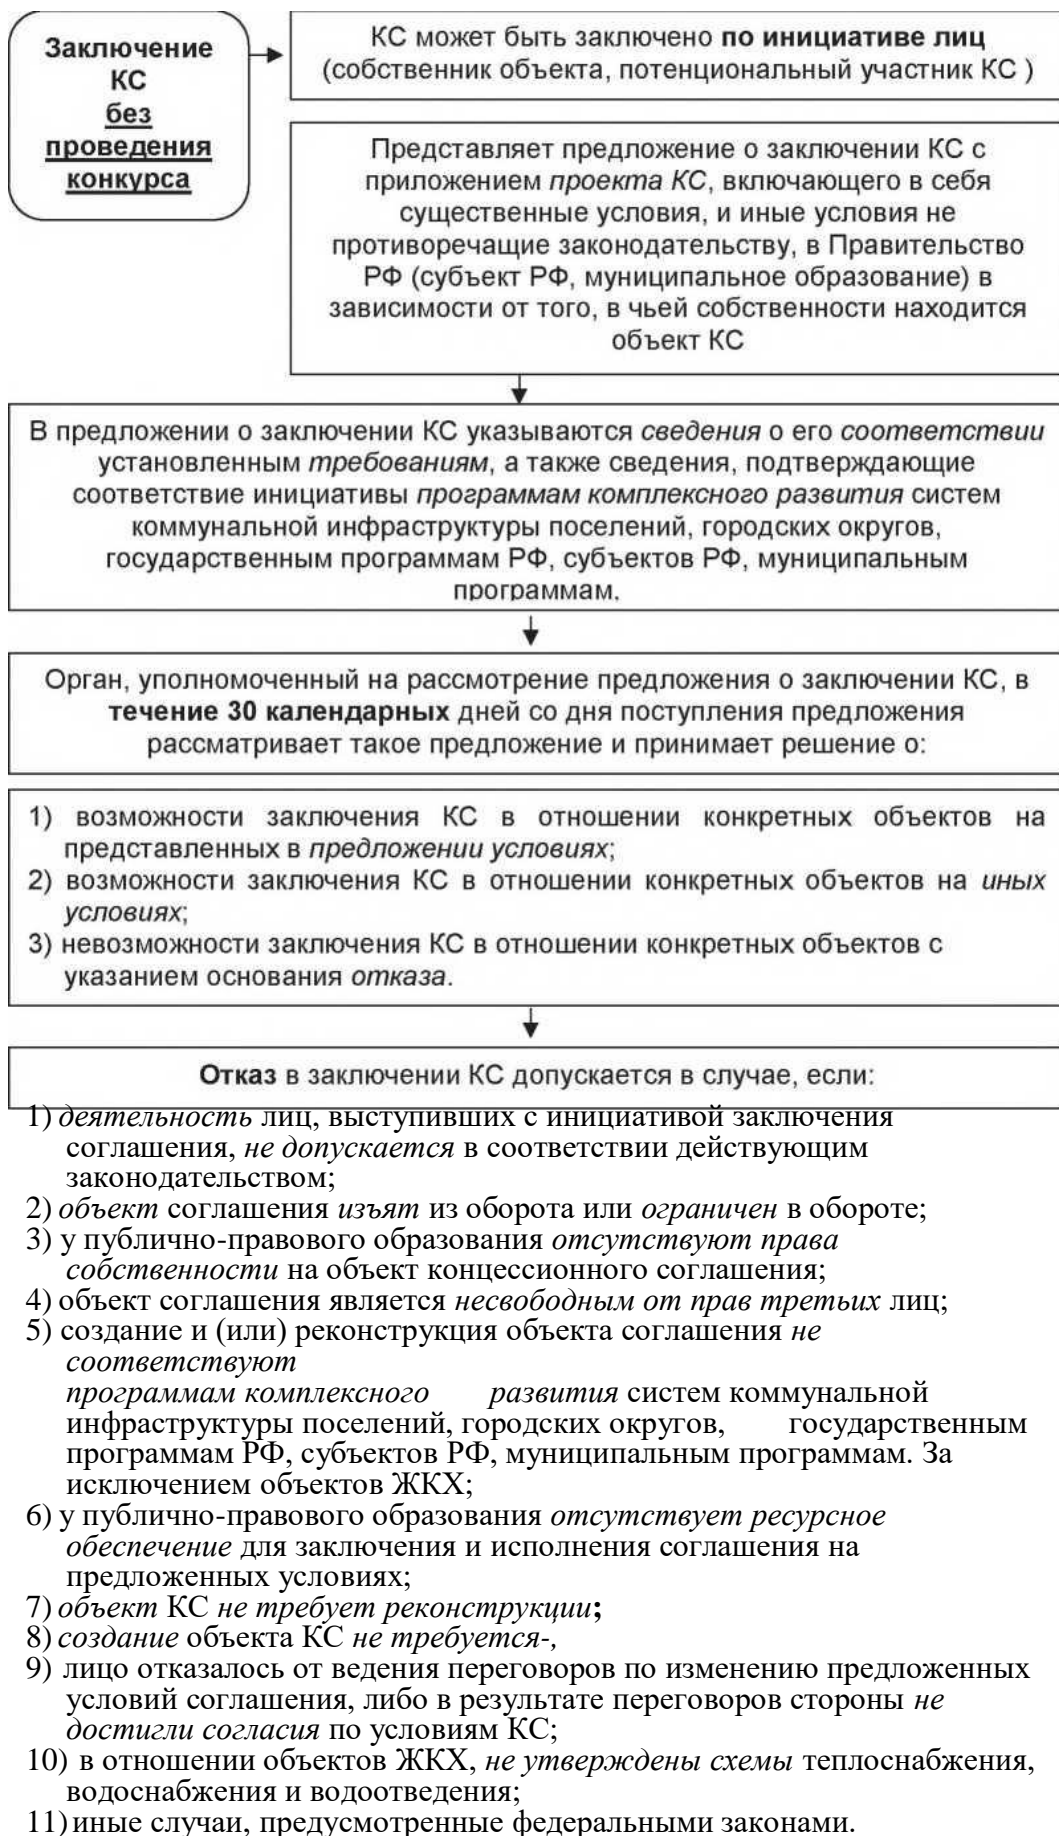 Заключение
КС
без
проведения
конкурса
КС может быть заключено по инициативе лиц
(собственник объекта, потенциональный участник КС )
Представляет предложение о заключении КС с
приложением проекта КС, включающего в себя
существенные условия, и иные условия не
противоречащие законодательству, в Правительство
РФ (субъект РФ, муниципальное образование) в
зависимости от того, в чьей собственности находится
объект КС
В предложении о заключении КС указываются сведения о его соответствии
установленным требованиям, а также сведения, подтверждающие
соответствие инициативы программам комплексного развития систем
коммунальной инфраструктуры поселений, городских округов,
государственным программам РФ, субъектов РФ, муниципальным
программам.
Орган, уполномоченный на рассмотрение предложения о заключении КС, в
течение 30 календарных дней со дня поступления предложения
рассматривает такое предложение и принимает решение о:
1) возможности заключения КС в отношении конкретных объектов на
представленных в предложении условиях;
2) возможности заключения КС в отношении конкретных объектов на иных
условиях;
3) невозможности заключения КС в отношении конкретных объектов с
указанием основания отказа.
Отказ в заключении КС допускается в случае, если:
1) деятельность лиц, выступивших с инициативой заключения
соглашения, не допускается в соответствии действующим
законодательством;
2) объект соглашения изъят из оборота или ограничен в обороте;
3) у публично-правового образования отсутствуют права
собственности на объект концессионного соглашения;
4) объект соглашения является несвободным от прав третьих лиц;
5) создание и (или) реконструкция объекта соглашения не
соответствуют
программам комплексного развития систем коммунальной
инфраструктуры поселений, городских округов, государственным
программам РФ, субъектов РФ, муниципальным программам. За
исключением объектов ЖКХ;
6) у публично-правового образования отсутствует ресурсное
обеспечение для заключения и исполнения соглашения на
предложенных условиях;
7) объект КС не требует реконструкции;
8) создание объекта КС не требуется-,
9) лицо отказалось от ведения переговоров по изменению предложенных
условий соглашения, либо в результате переговоров стороны не
достигли согласия по условиям КС;
10) в отношении объектов ЖКХ, не утверждены схемы теплоснабжения,
водоснабжения и водоотведения;
11) иные случаи, предусмотренные федеральными законами.